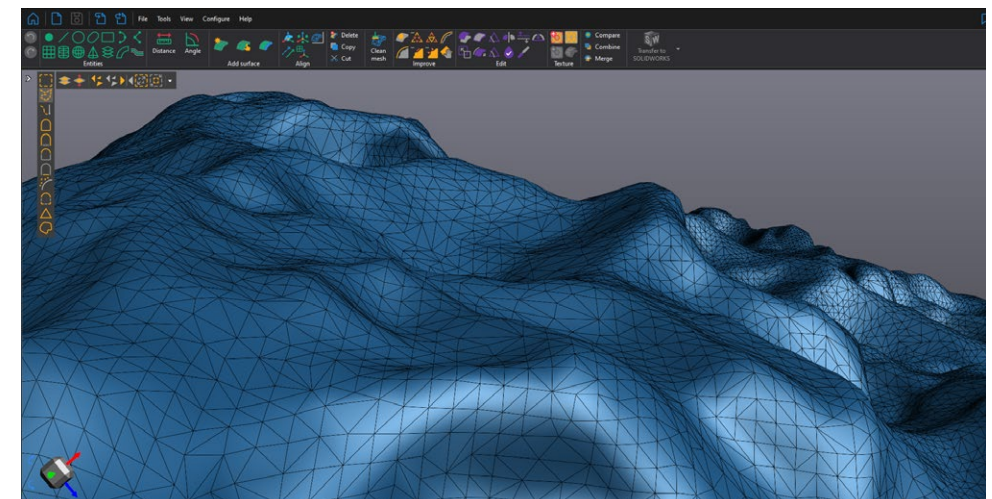 File Tools View Configure Help
Distance
Angle
Delete
Copy
Cut
Clean mesh
Compare
Combine
Merge
Transfer to SOLIDWORKS
Entities
Add surface
Align
Improve
Edit
Texture